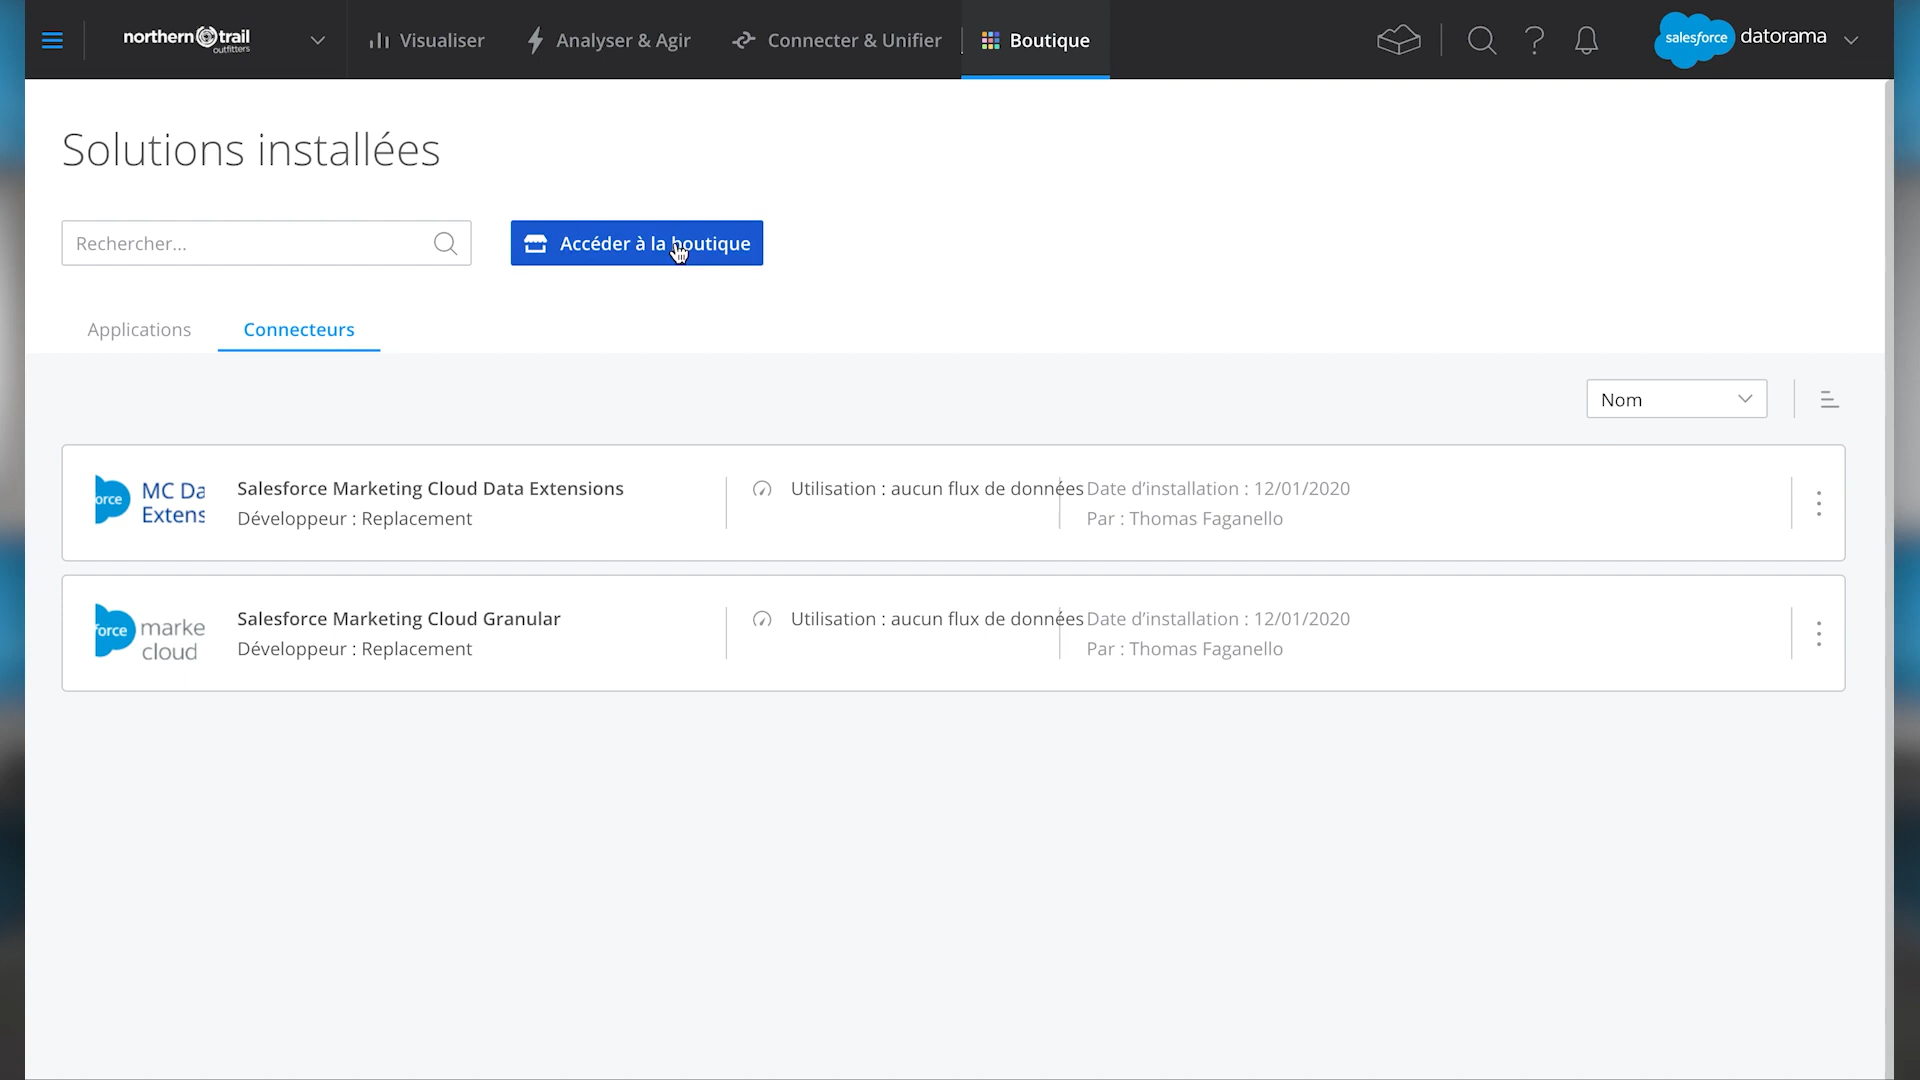 northern trail
outfitters
Visualiser
Analyser & Agir
Connecter & Unifier
Boutique
salesforce datorama
Solutions installées
Rechercher...
Accéder à la boutique
Applications
Connecteurs
Nom
orce MC Da
Extens
Salesforce Marketing Cloud Data Extensions
Développeur : Replacement
Utilisation : aucun flux de données
Date d’installation : 12/01/2020
Par : Thomas Faganello
force marke
cloud
Salesforce Marketing Cloud Granular
Développeur : Replacement
Utilisation : aucun flux de données
Date d’installation : 12/01/2020
Par : Thomas Faganello